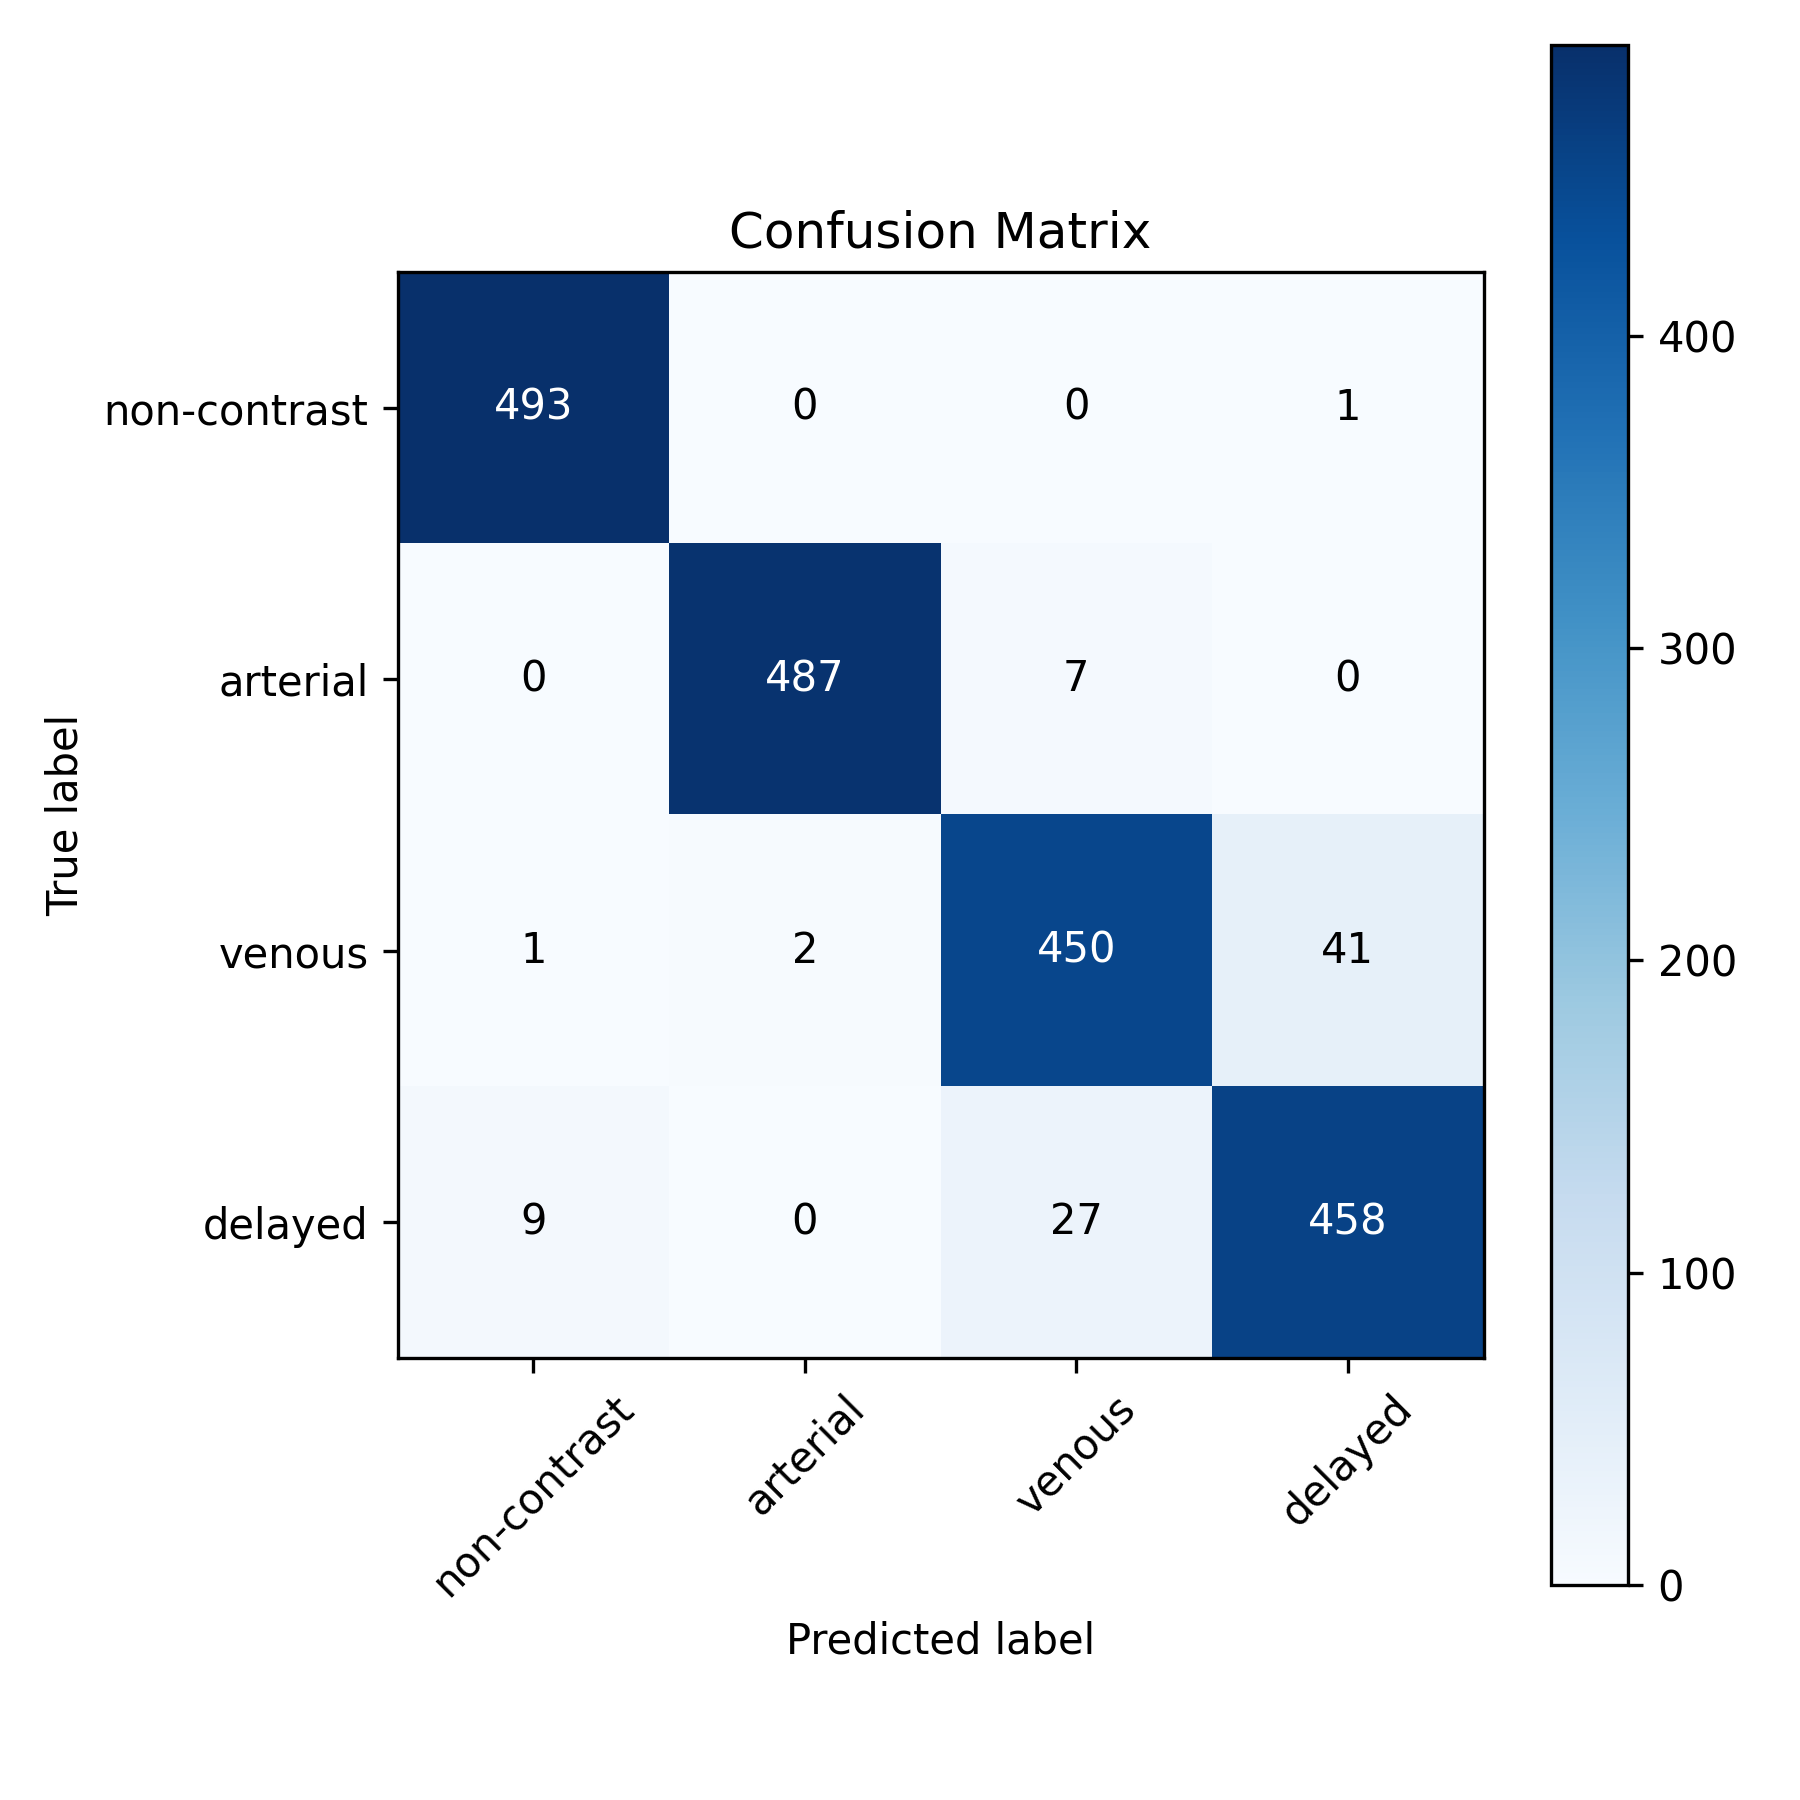 Confusion Matrix
True label
non-contrast 493 0 0 1
arterial 0 487 7 0
venous 1 2 450 41
delayed 9 0 27 458
non-contrast arterial venous delayed
Predicted label
400
300
200
100
0